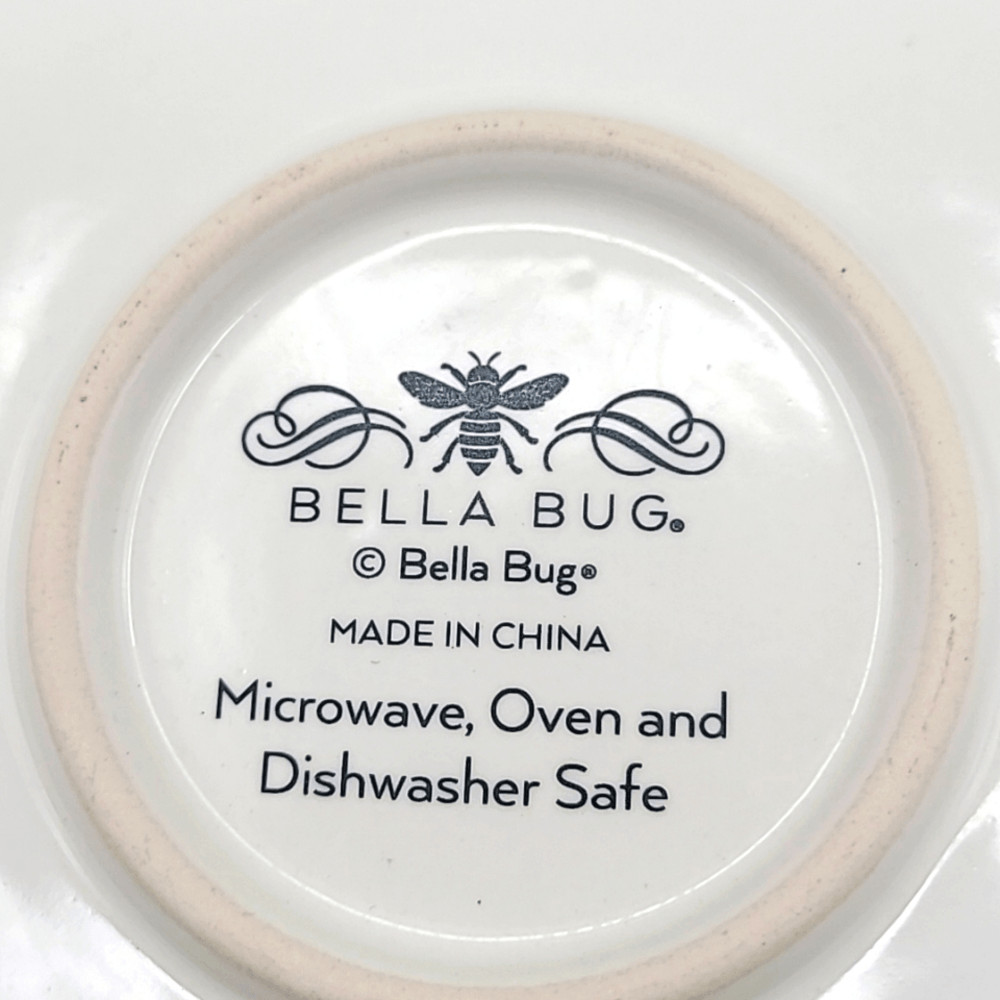 BELLA BUG®
© Bella Bug®
MADE IN CHINA
Microwave, Oven and
Dishwasher Safe